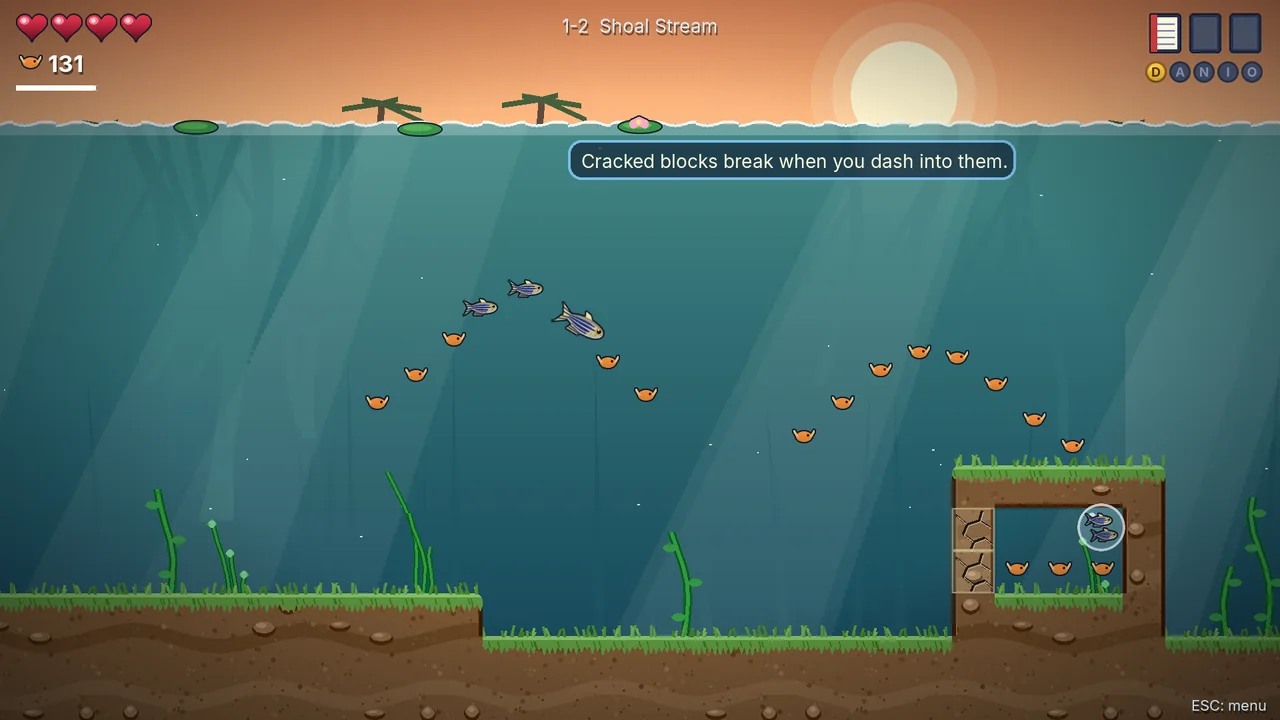 1-2 Shoal Stream
131
D A N I O
Cracked blocks break when you dash into them.
ESC: menu